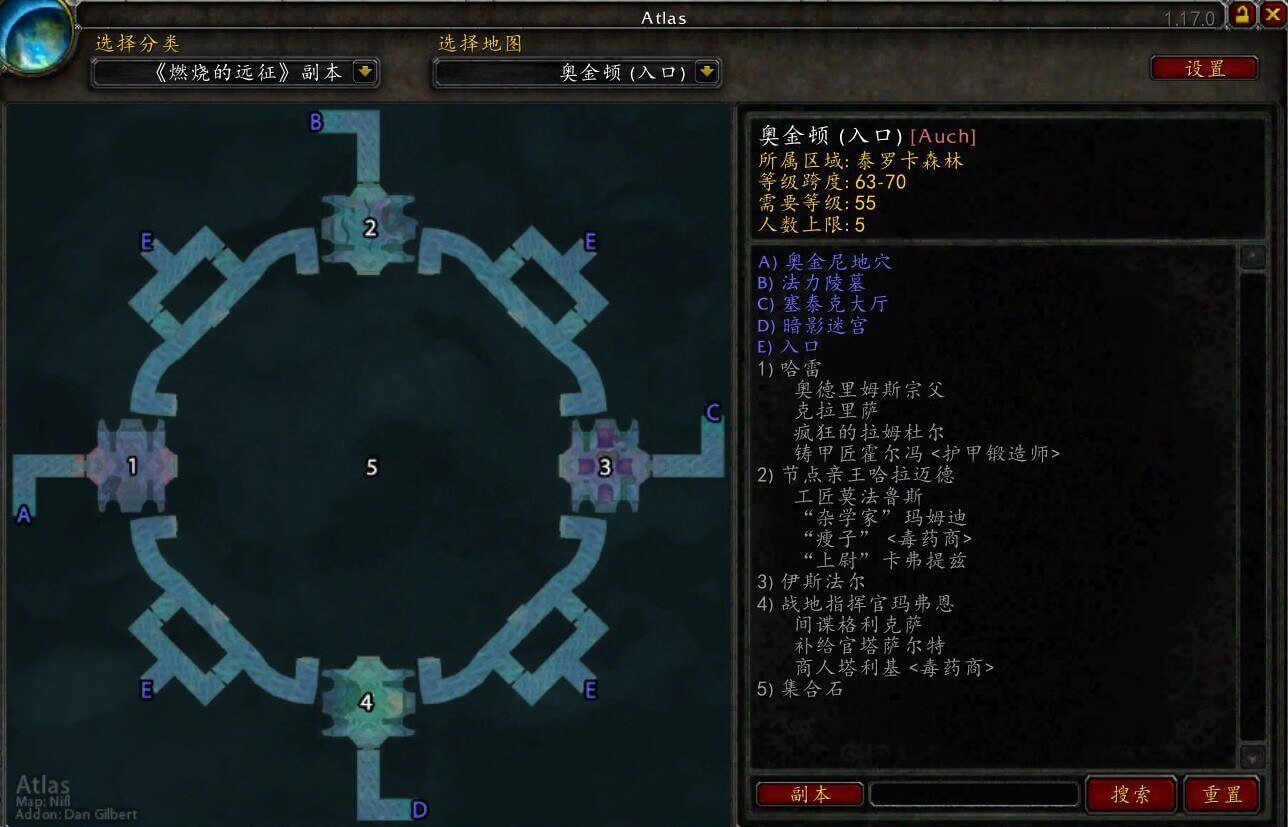 Atlas
1.17.0
选择分类
选择地图
《燃烧的远征》副本
奥金顿 (入口)
设置
奥金顿 (入口) [Auch]
所属区域: 泰罗卡森林
等级跨度: 63-70
需要等级: 55
人数上限: 5
A) 奥金尼地穴
B) 法力陵墓
C) 塞泰克大厅
D) 暗影迷宫
E) 入口
1) 哈雷
奥德里姆斯宗父
克拉里萨
疯狂的拉姆杜尔
铸甲匠霍尔冯 <护甲锻造师>
2) 节点亲王哈拉迈德
工匠莫法鲁斯
“杂学家” 玛姆迪
“瘦子” <毒药商>
“上尉” 卡弗提兹
3) 伊斯法尔
4) 战地指挥官玛弗恩
间谍格利克萨
补给官塔萨尔特
商人塔利基 <毒药商>
5) 集合石
B
2
E
E
C
1
5
3
A
E
E
4
D
Atlas
Map: Nifl
Addon: Dan Gilbert
副本
搜索
重置